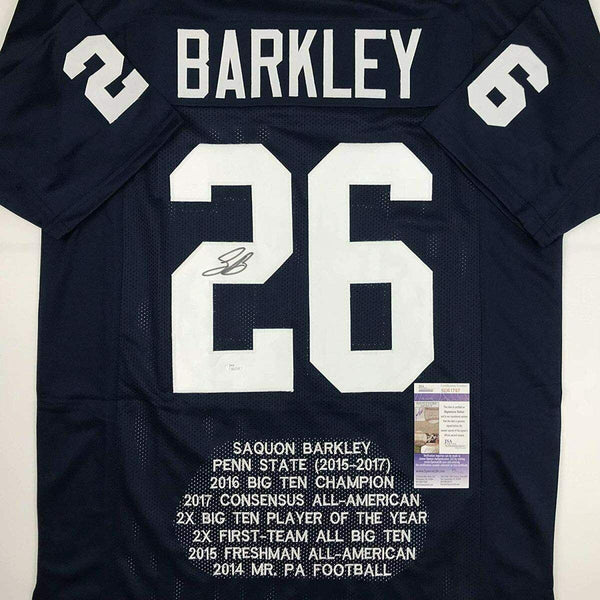 BARKLEY
2
6
26
JSA
SAQUON BARKLEY
PENN STATE (2015-2017)
2016 BIG TEN CHAMPION
2017 CONSENSUS ALL-AMERICAN
2X BIG TEN PLAYER OF THE YEAR
2X FIRST-TEAM ALL BIG TEN
2015 FRESHMAN ALL-AMERICAN
2014 MR. PA FOOTBALL